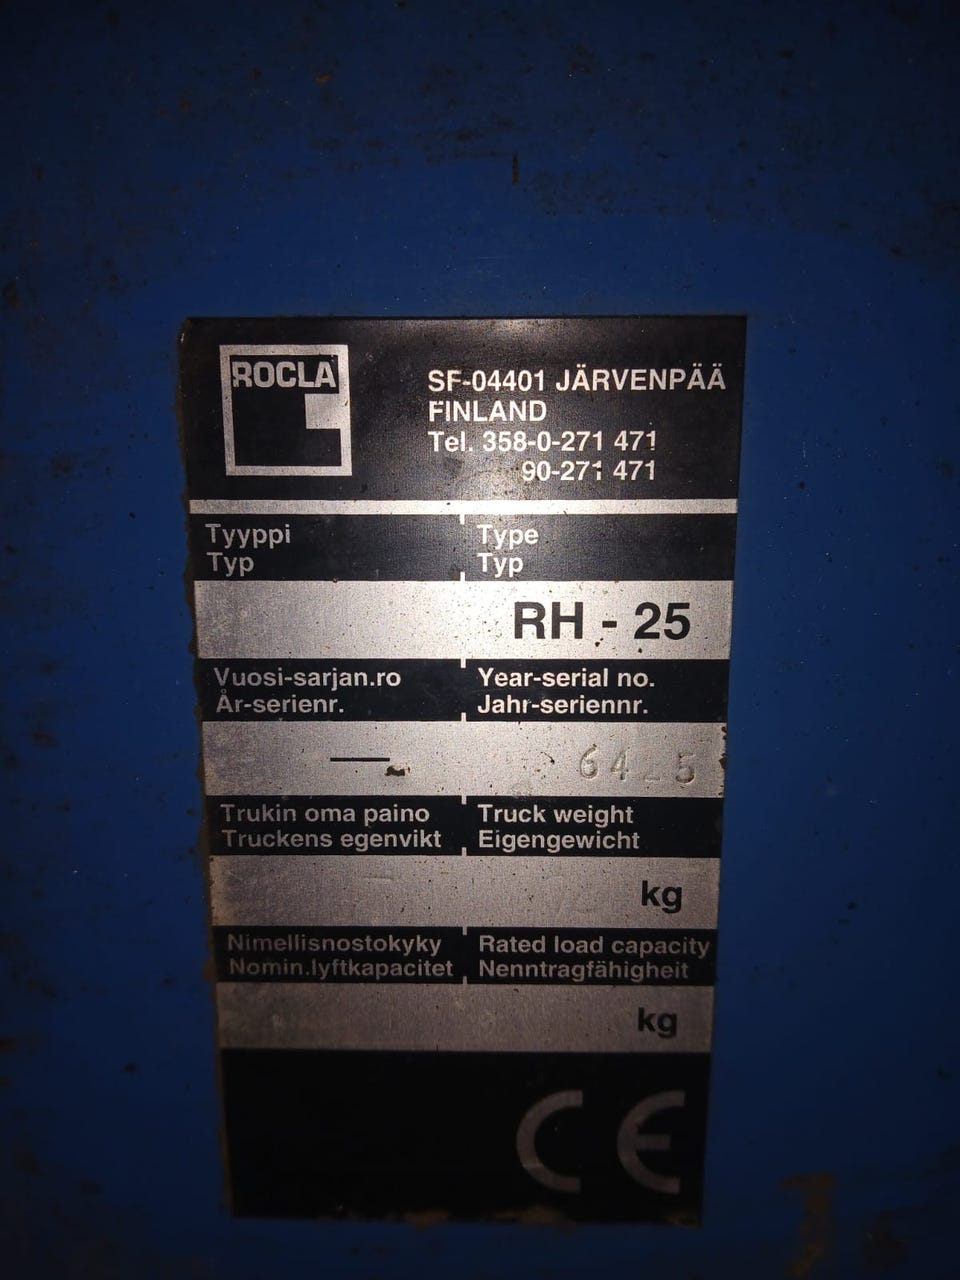 ROCLA
SF-04401 JÄRVENPÄÄ
FINLAND
Tel. 358-0-271 471
90-271 471
Tyyppi
Typ
Type
Typ
RH - 25
Vuosi-sarjan.ro
År-serienr.
Year-serial no.
Jahr-seriennr.
—
Trukin oma paino
Truckens egenvikt
Truck weight
Eigengewicht
kg
Nimellisnostokyky
Nomin.lyftkapacitet
Rated load capacity
Nenntragfähigheit
kg
CE